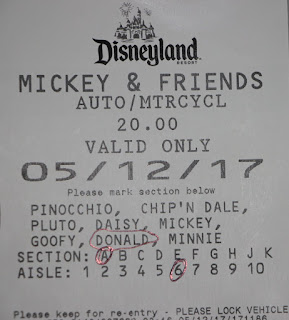 Disneyland
RESORT
MICKEY & FRIENDS
AUTO/MTRCYCL
20.00
VALID ONLY
05/12/17
Please mark section below
PINOCCHIO, CHIP'N DALE,
PLUTO, DAISY, MICKEY,
GOOFY, DONALD, MINNIE
SECTION: A B C D E F G H J K
AISLE: 1 2 3 4 5 6 7 8 9 10
Please keep for re-entry - PLEASE LOCK VEHICLE